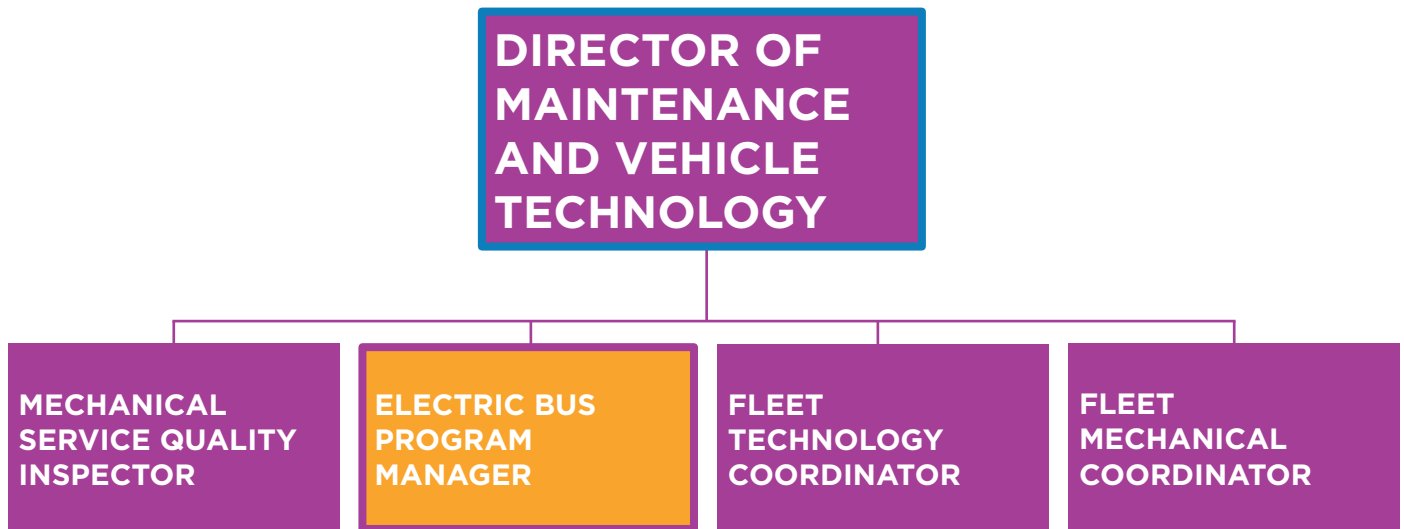 DIRECTOR OF
MAINTENANCE
AND VEHICLE
TECHNOLOGY
MECHANICAL
SERVICE QUALITY
INSPECTOR
ELECTRIC BUS
PROGRAM
MANAGER
FLEET
TECHNOLOGY
COORDINATOR
FLEET
MECHANICAL
COORDINATOR